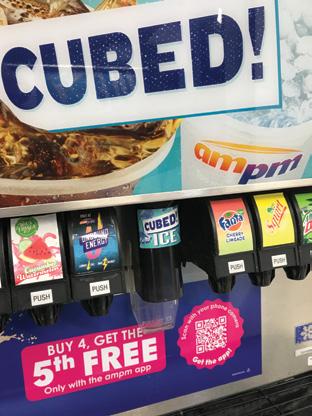 CUBED!
ampm
CUBED!
ICE
Fanta
CHERRY
LIMEADE
ENERGY
PUSH
PUSH
PUSH
PUSH
BUY 4, GET THE
5th FREE
Only with the ampm app
Scan with your phone camera
Get the app!